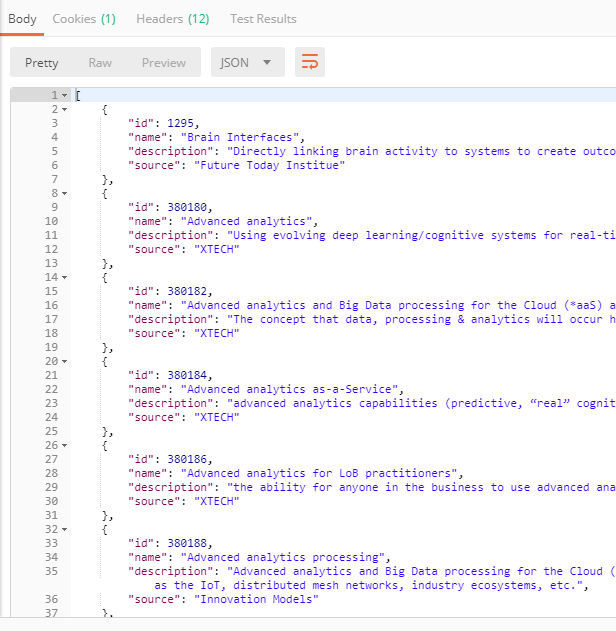 Body Cookies (1) Headers (12) Test Results
Pretty Raw Preview JSON
1 [
2 {
3 "id": 1295,
4 "name": "Brain Interfaces",
5 "description": "Directly linking brain activity to systems to create outco
6 "source": "Future Today Institue"
7 },
8 {
9 "id": 380180,
10 "name": "Advanced analytics",
11 "description": "Using evolving deep learning/cognitive systems for real-ti
12 "source": "XTECH"
13 },
14 {
15 "id": 380182,
16 "name": "Advanced analytics and Big Data processing for the Cloud (*aaS) a
17 "description": "The concept that data, processing & analytics will occur h
18 "source": "XTECH"
19 },
20 {
21 "id": 380184,
22 "name": "Advanced analytics as-a-Service",
23 "description": "advanced analytics capabilities (predictive, “real” cognit
24 "source": "XTECH"
25 },
26 {
27 "id": 380186,
28 "name": "Advanced analytics for LoB practitioners",
29 "description": "the ability for anyone in the business to use advanced ana
30 "source": "XTECH"
31 },
32 {
33 "id": 380188,
34 "name": "Advanced analytics processing",
35 "description": "Advanced analytics and Big Data processing for the Cloud (
as the IoT, distributed mesh networks, industry ecosystems, etc.",
36 "source": "Innovation Models"
37 },